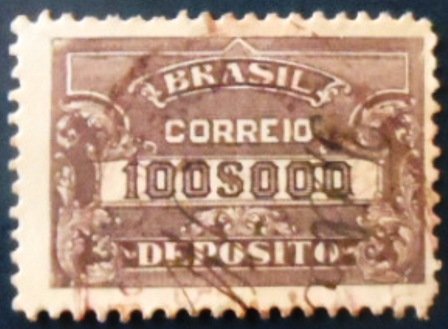 BRASIL
CORREIO
100$000
DEPOSITO